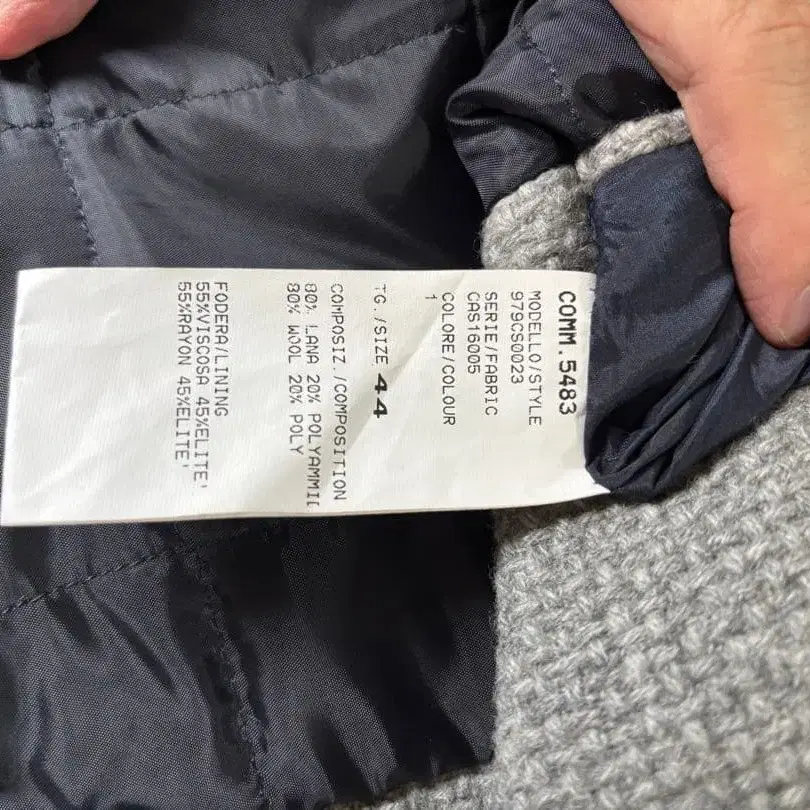 COMM.5483
MODELLO/STYLE
979CS0023
SERIE/FABRIC
CAS16005
COLORE/COLOUR
1
TG./SIZE 44
COMPOSIZ./COMPOSITION
80% LANA 20% POLYAMMID
80% WOOL 20% POLY
FODERA/LINING
55%VISCOSA 45%ELITE'
55%RAYON 45%ELITE'